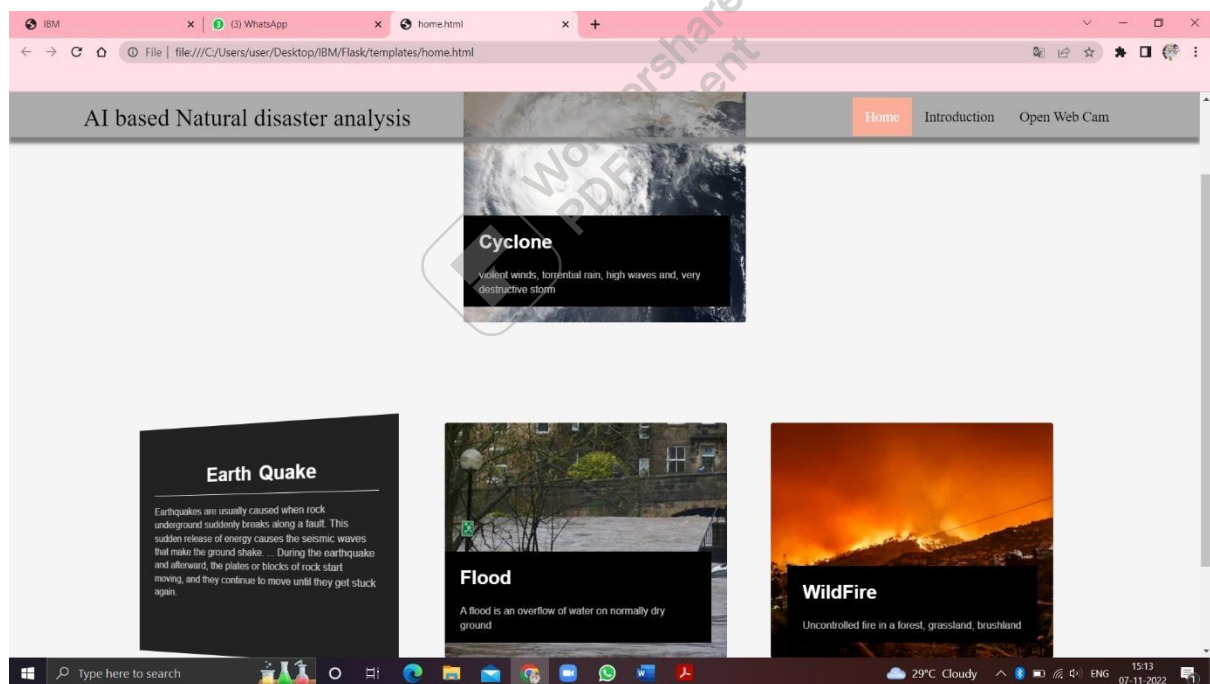 IBM
(3) WhatsApp
home.html
File | file:///C:/Users/user/Desktop/IBM/Flask/templates/home.html
AI based Natural disaster analysis
Home
Introduction
Open Web Cam
Cyclone
violent winds, torrential rain, high waves and, very
destructive storm
Earth Quake
Earthquakes are usually caused when rock
underground suddenly breaks along a fault. This
sudden release of energy causes the seismic waves
that make the ground shake. ... During the earthquake
and afterward, the plates or blocks of rock start
moving, and they continue to move until they get stuck
again.
Flood
A flood is an overflow of water on normally dry
ground
WildFire
Uncontrolled fire in a forest, grassland, brushland
Type here to search
29°C Cloudy
ENG
15:13
07-11-2022